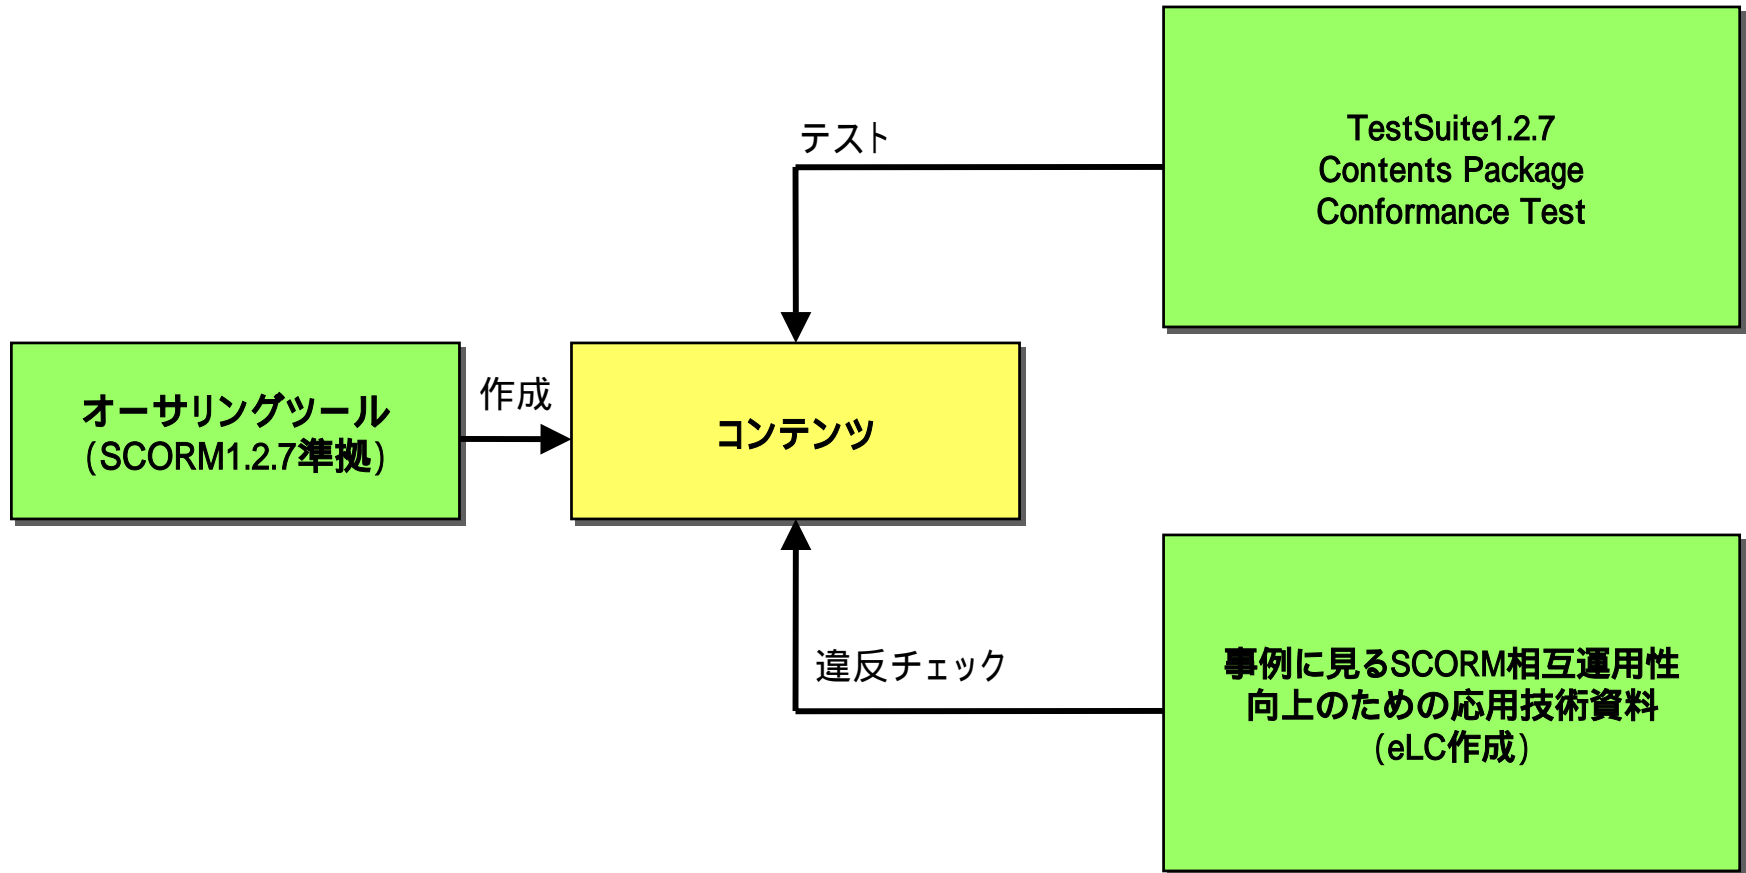 テスト
TestSuite1.2.7
Contents Package
Conformance Test
オーサリングツール
(SCORM1.2.7準拠)
作成
コンテンツ
違反チェック
事例に見るSCORM相互運用性
向上のための応用技術資料
(eLC作成)